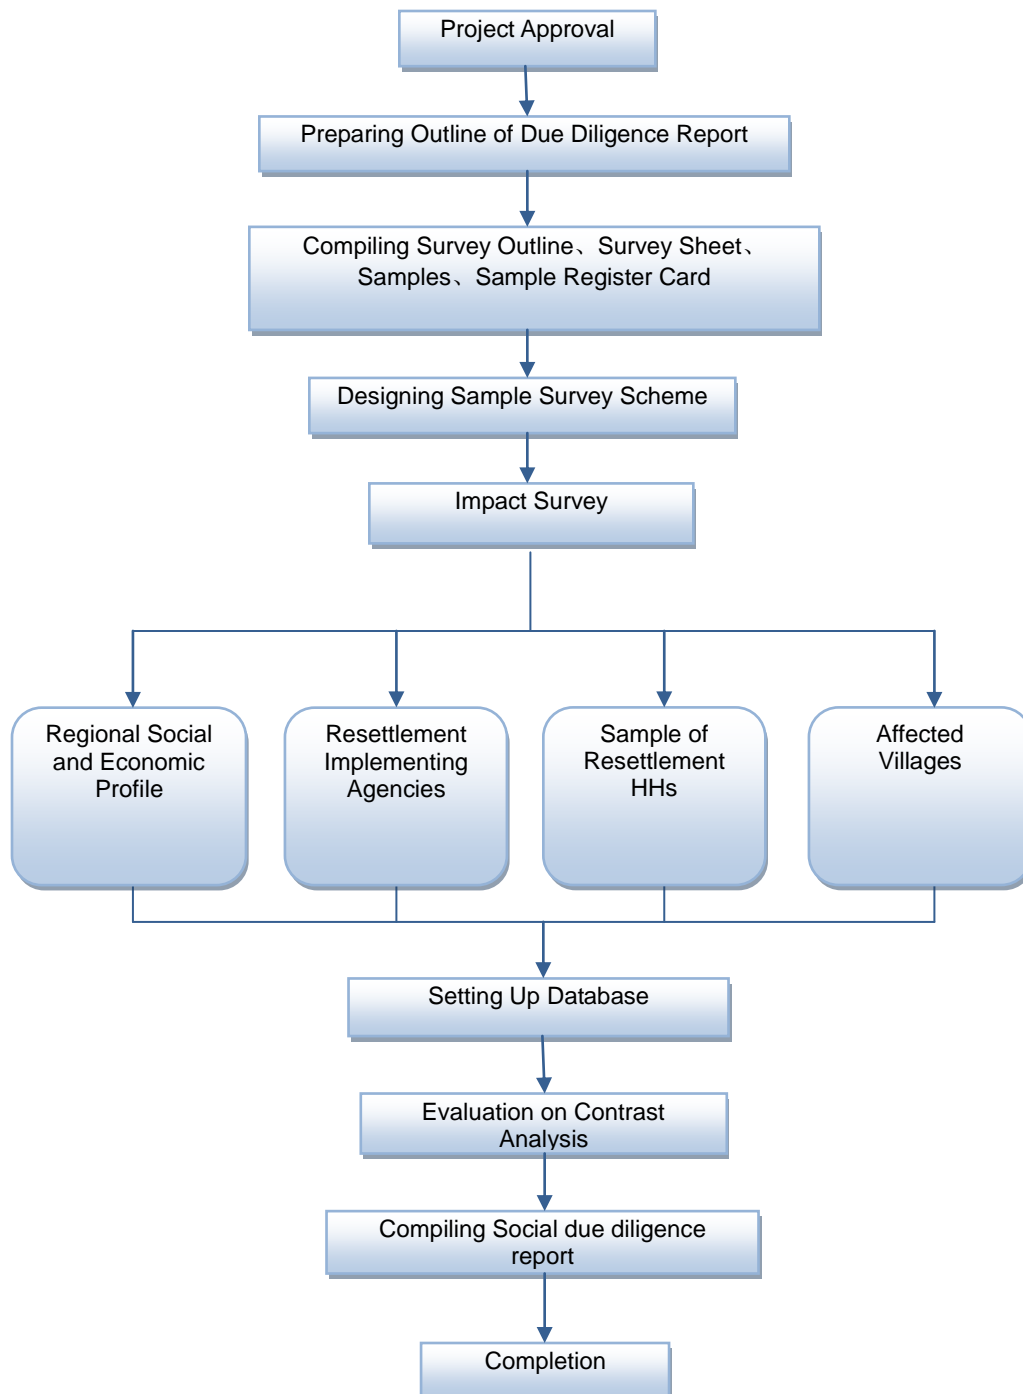 Project Approval
Preparing Outline of Due Diligence Report
Compiling Survey Outline、Survey Sheet、
Samples、Sample Register Card
Designing Sample Survey Scheme
Impact Survey
Regional Social
and Economic
Profile
Resettlement
Implementing
Agencies
Sample of
Resettlement
HHs
Affected
Villages
Setting Up Database
Evaluation on Contrast
Analysis
Compiling Social due diligence
report
Completion